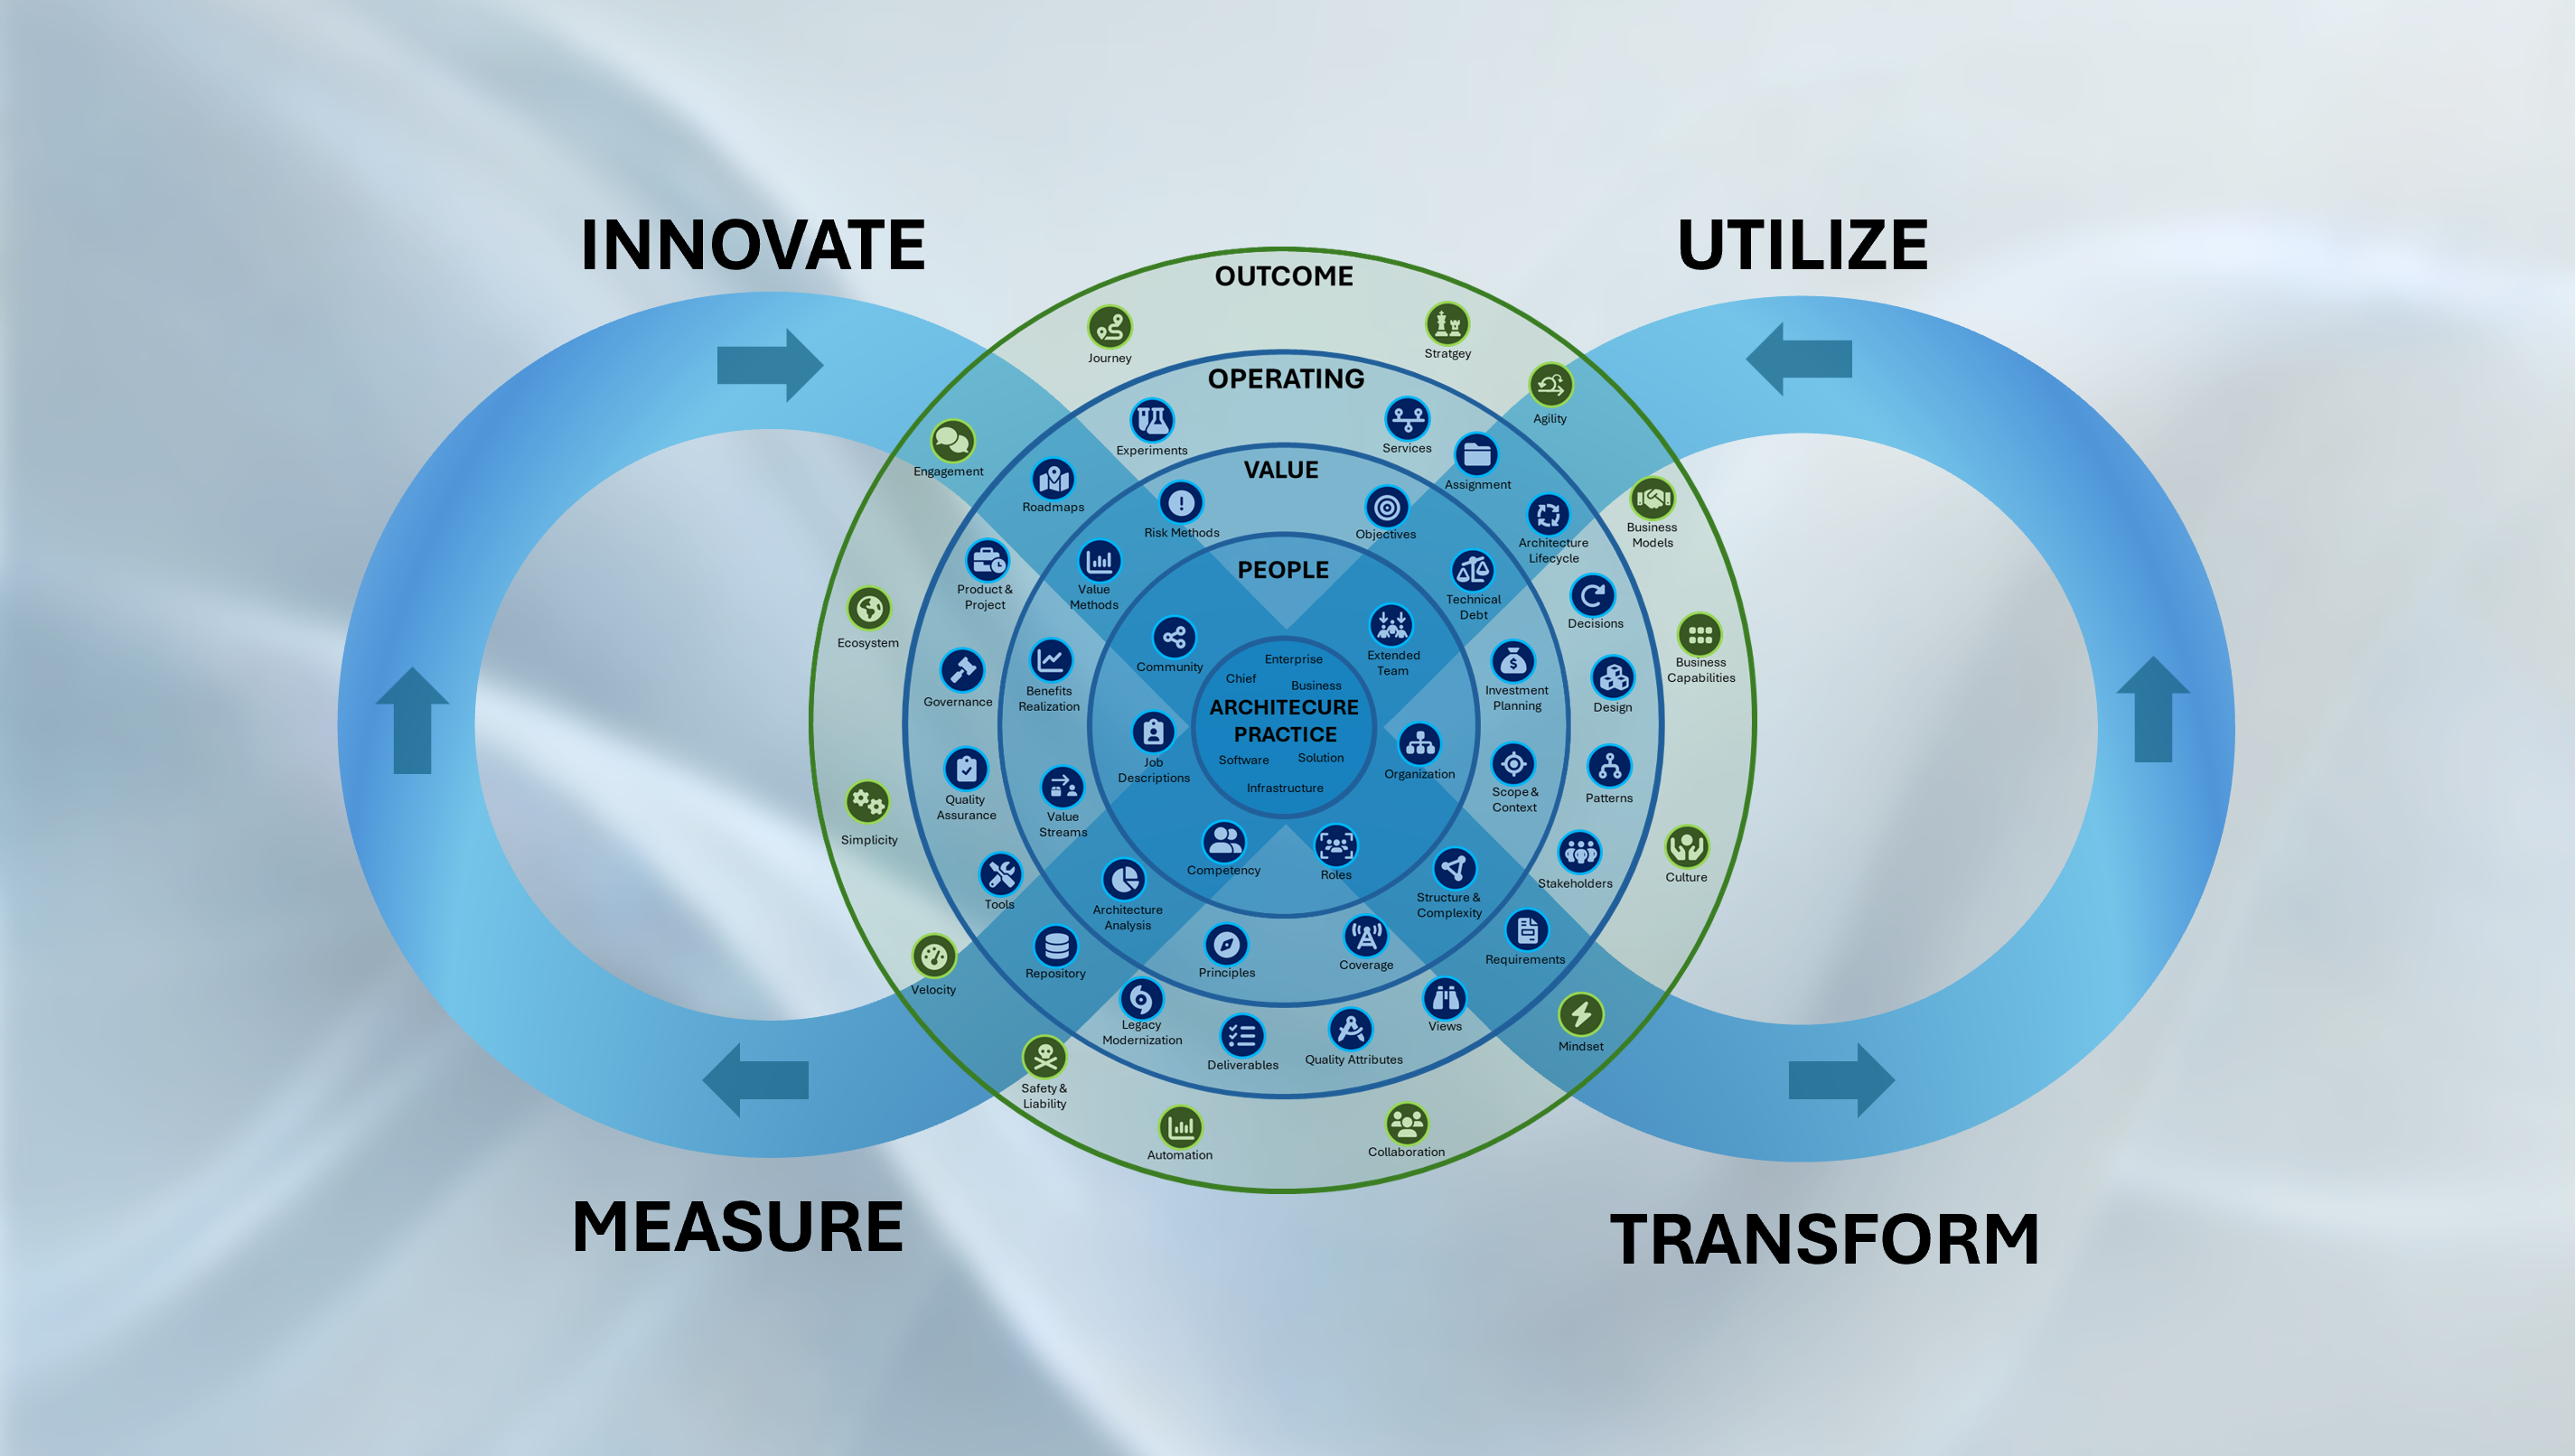 INNOVATE
UTILIZE
OUTCOME
Journey
Stratgey
OPERATING
Agility
Experiments
Services
Engagement
VALUE
Assignment
Roadmaps
Risk Methods
Objectives
Business
Models
Architecture
Lifecycle
PEOPLE
Product &
Project
Value
Methods
Technical
Debt
Decisions
Ecosystem
Community
Extended
Team
Enterprise
Chief
Business
Business
Capabilities
Governance
Benefits
Realization
Investment
Planning
Design
ARCHITECURE
PRACTICE
Job
Descriptions
Software
Solution
Organization
Infrastructure
Quality
Assurance
Value
Streams
Scope &
Context
Patterns
Simplicity
Competency
Roles
Stakeholders
Culture
Tools
Architecture
Analysis
Structure &
Complexity
Repository
Principles
Coverage
Requirements
Velocity
Legacy
Modernization
Deliverables
Quality Attributes
Views
Mindset
Safety &
Liability
Automation
Collaboration
MEASURE
TRANSFORM